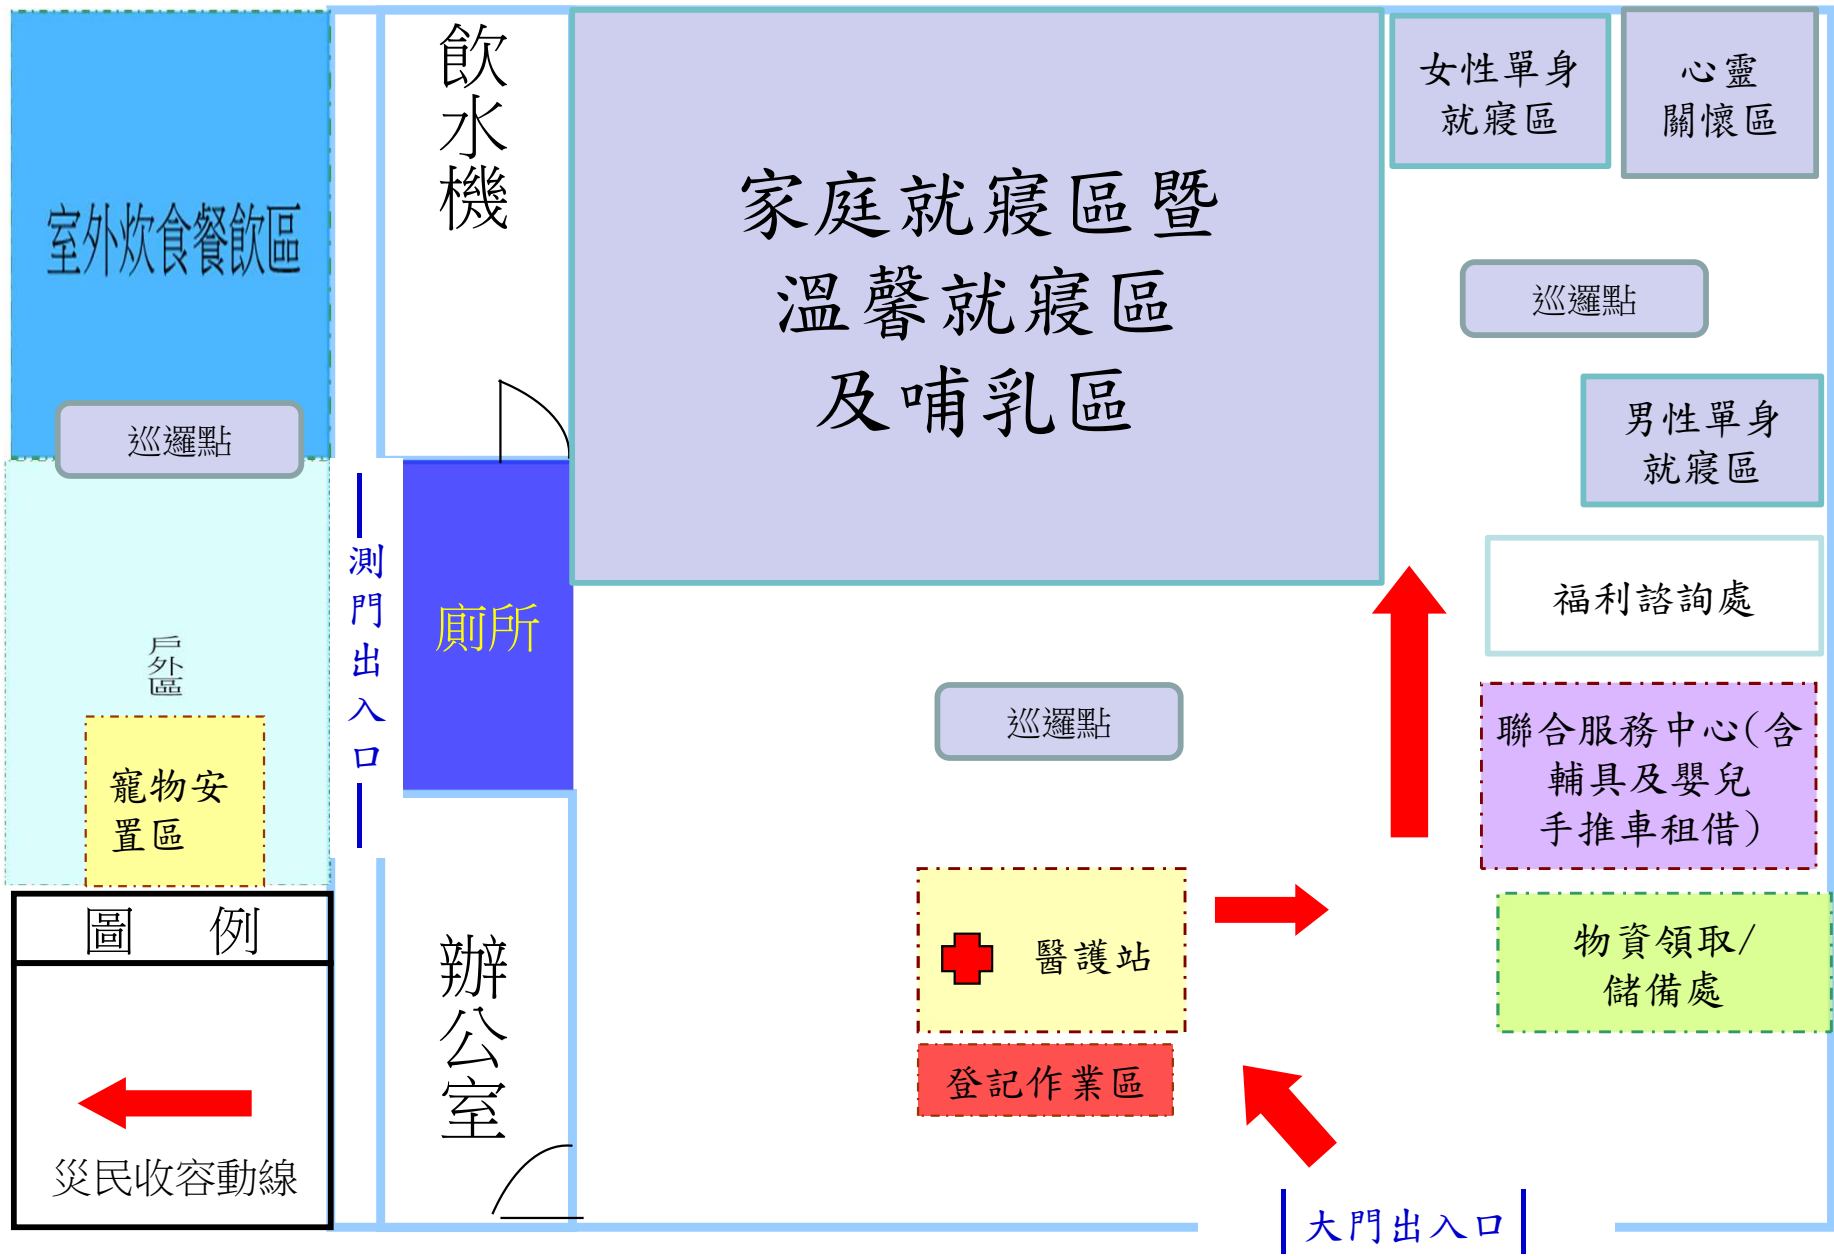 飲水機
女性單身
就寢區
心靈
關懷區
家庭就寢區暨
溫馨就寢區
及哺乳區
室外炊食餐飲區
巡邏點
巡邏點
男性單身
就寢區
測門出入口
廁所
福利諮詢處
戶外區
巡邏點
聯合服務中心(含
輔具及嬰兒
手推車租借)
寵物安
置區
圖 例
辦公室
醫護站
物資領取/
儲備處
登記作業區
災民收容動線
大門出入口